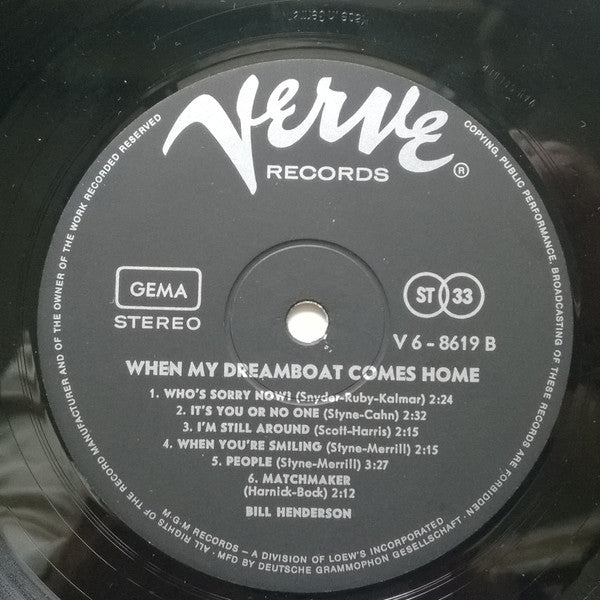 Verve
RECORDS ®
GEMA
STEREO
ST 33
V 6 - 8619 B
WHEN MY DREAMBOAT COMES HOME
1. WHO'S SORRY NOW? (Snyder-Ruby-Kalmar) 2:24
2. IT'S YOU OR NO ONE (Styne-Cahn) 2:32
3. I'M STILL AROUND (Scott-Harris) 2:15
4. WHEN YOU'RE SMILING (Styne-Merrill) 2:15
5. PEOPLE (Styne-Merrill) 3:27
6. MATCHMAKER
(Harnick-Bock) 2:12
BILL HENDERSON
M.G.M RECORDS – A DIVISION OF LOEW'S INCORPORATED
· ALL RIGHTS OF THE RECORD MANUFACTURER AND OF THE OWNER OF THE WORK RECORDED RESERVED
COPYING, PUBLIC PERFORMANCE, BROADCASTING OF THESE RECORDS ARE FORBIDDEN
· MFD BY DEUTSCHE GRAMMOPHON GESELLSCHAFT ·